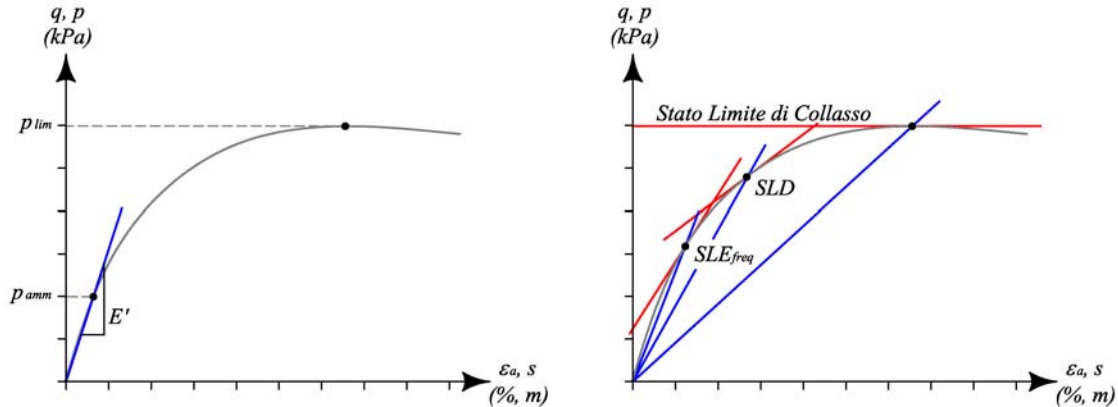 q, p
(kPa)
p lim
p amm
E'
εa, s
(%, m)
q, p
(kPa)
Stato Limite di Collasso
SLD
SLEfreq
εa, s
(%, m)